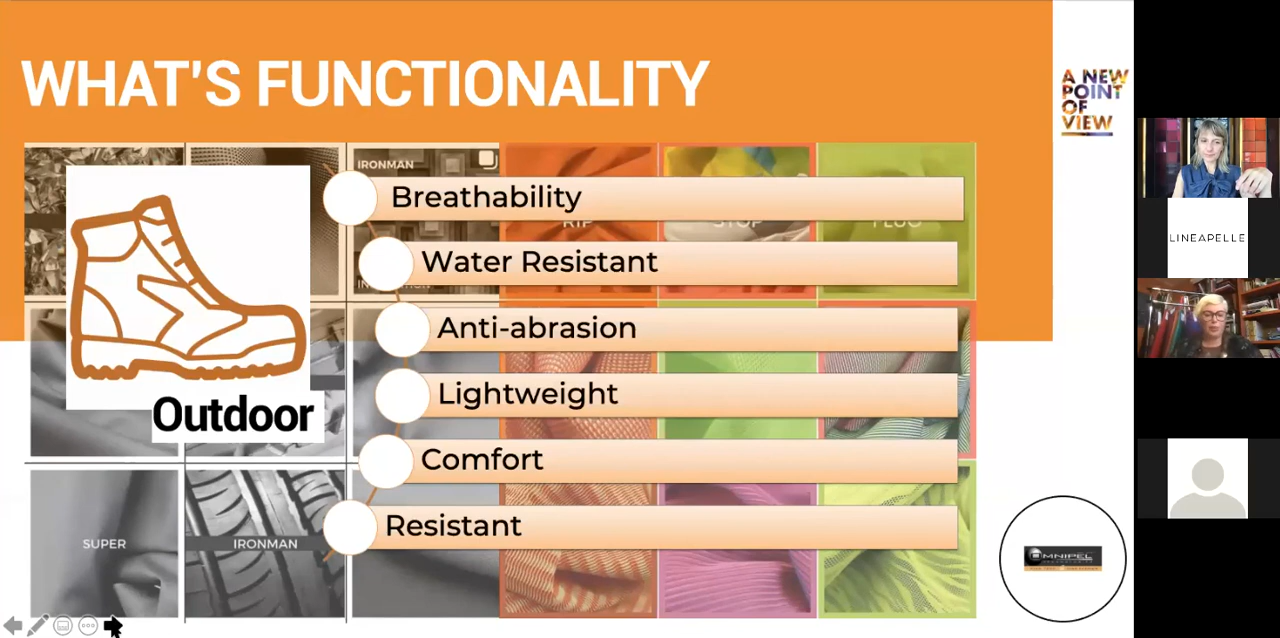 WHAT'S FUNCTIONALITY
A NEW
POINT
OF
VIEW
IRONMAN
Breathability
STOP
Water Resistant
Anti-abrasion
Lightweight
Outdoor
Comfort
Resistant
SUPER
IRONMAN
LINEAPELLE
OMNIPEL